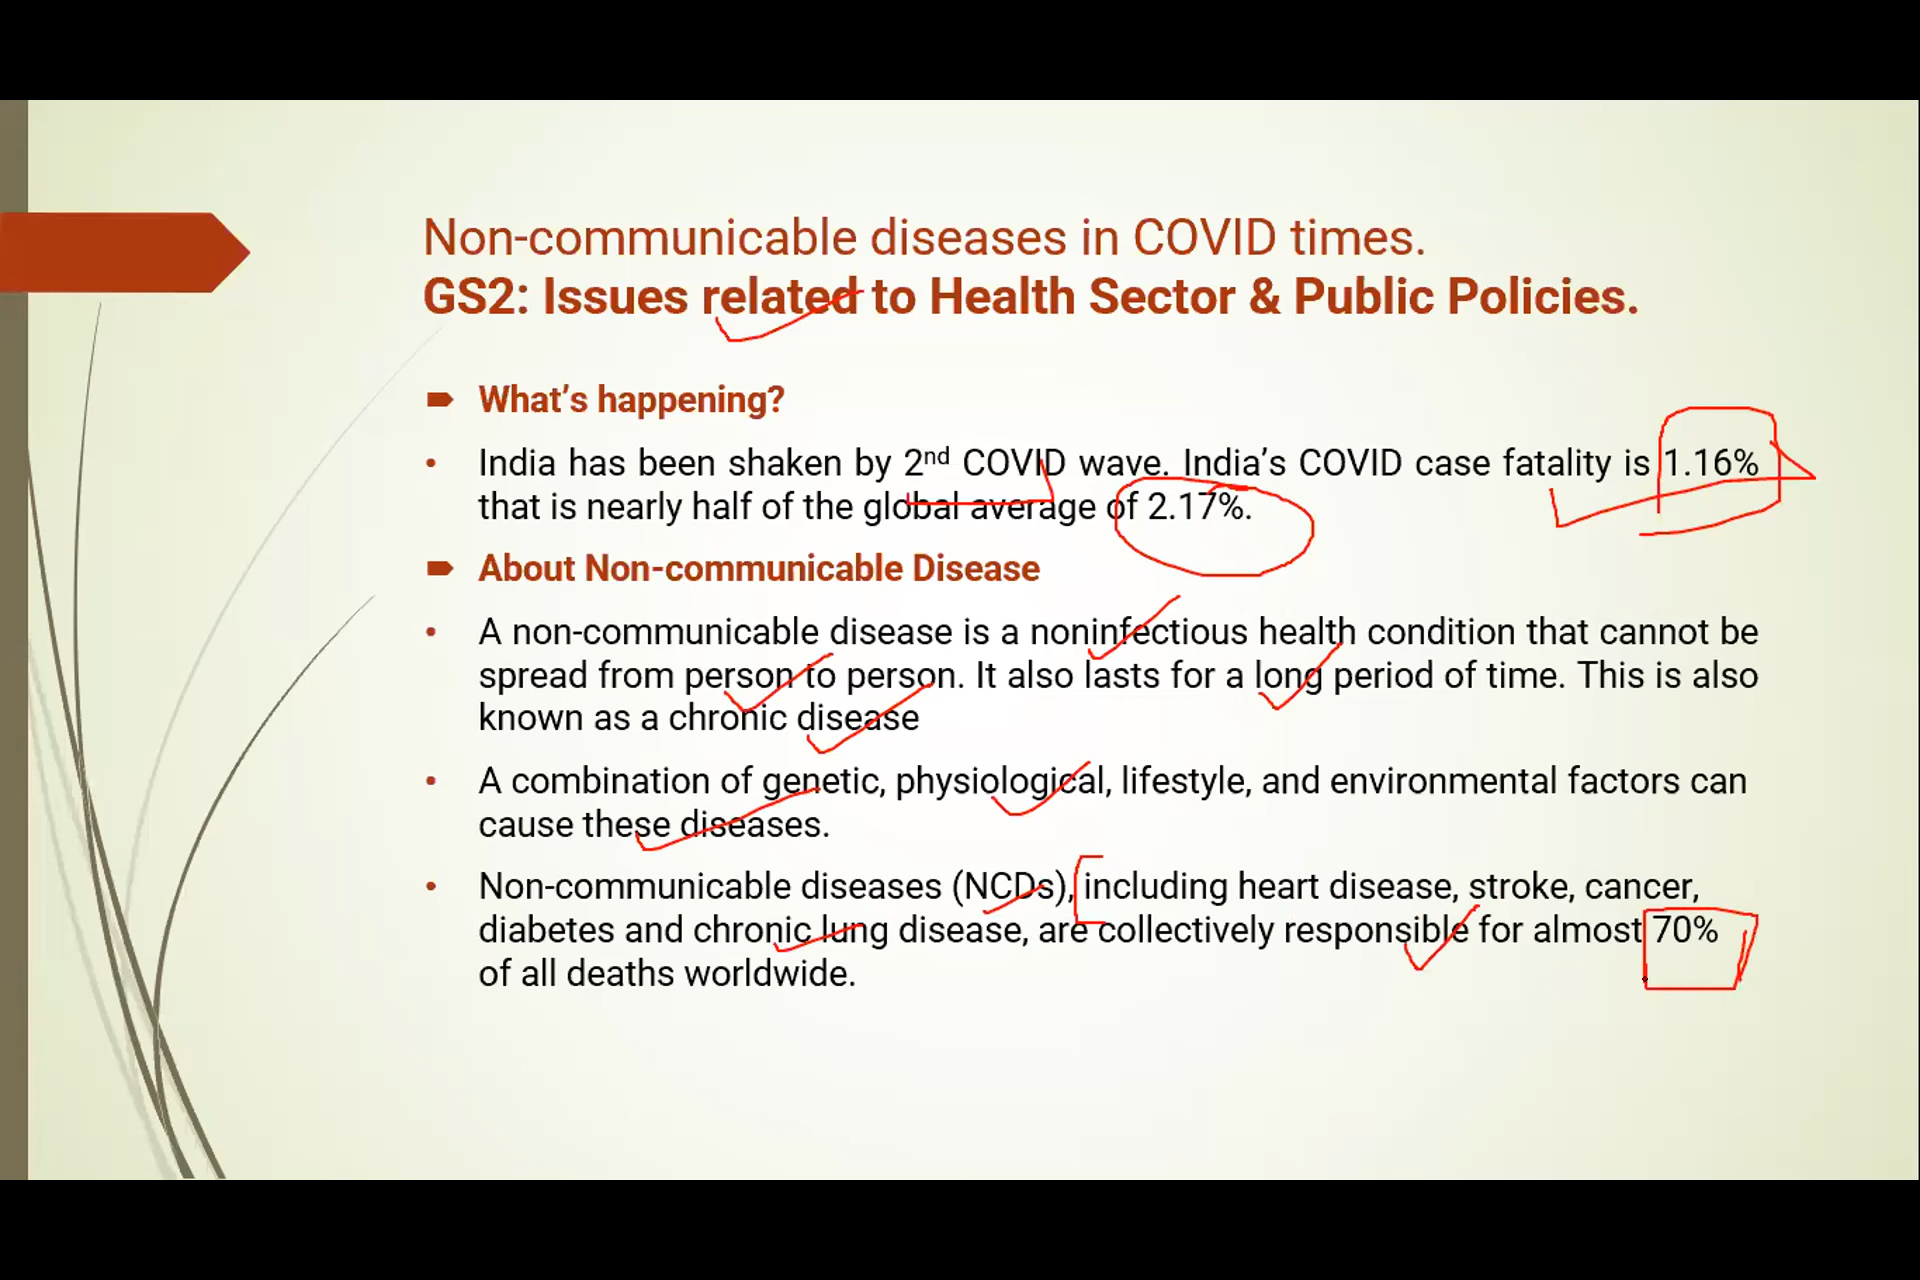 Non-communicable diseases in COVID times.
GS2: Issues related to Health Sector & Public Policies.
What’s happening?
• India has been shaken by 2nd COVID wave. India’s COVID case fatality is 1.16%
that is nearly half of the global average of 2.17%.
About Non-communicable Disease
• A non-communicable disease is a noninfectious health condition that cannot be
spread from person to person. It also lasts for a long period of time. This is also
known as a chronic disease
• A combination of genetic, physiological, lifestyle, and environmental factors can
cause these diseases.
• Non-communicable diseases (NCDs), including heart disease, stroke, cancer,
diabetes and chronic lung disease, are collectively responsible for almost 70%
of all deaths worldwide.